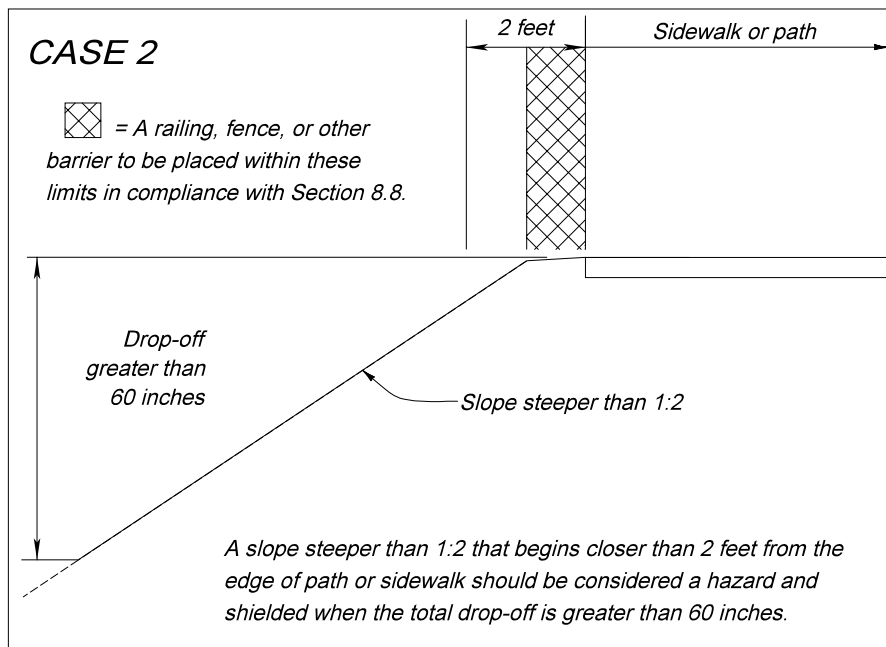 CASE 2
2 feet
Sidewalk or path
= A railing, fence, or other
barrier to be placed within these
limits in compliance with Section 8.8.
Drop-off
greater than
60 inches
Slope steeper than 1:2
A slope steeper than 1:2 that begins closer than 2 feet from the
edge of path or sidewalk should be considered a hazard and
shielded when the total drop-off is greater than 60 inches.